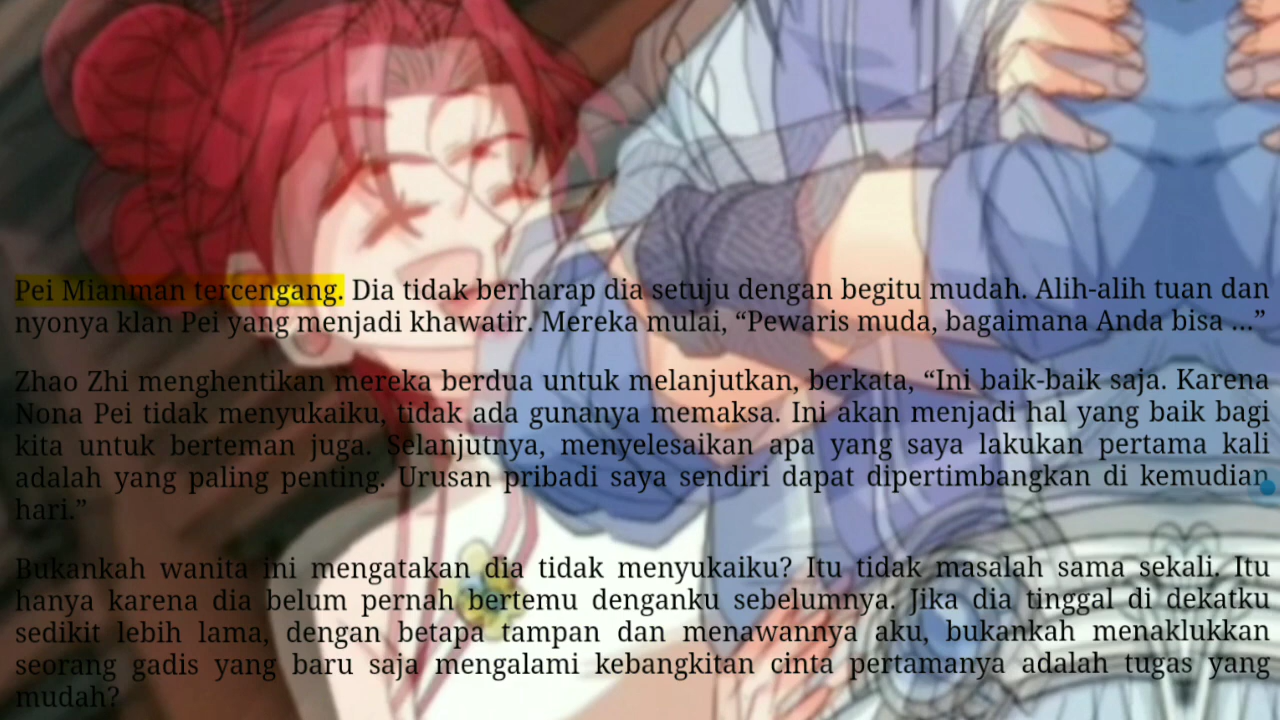 Pei Mianman tercengang. Dia tidak berharap dia setuju dengan begitu mudah. Alih-alih tuan dan
nyonya klan Pei yang menjadi khawatir. Mereka mulai, “Pewaris muda, bagaimana Anda bisa ...”
Zhao Zhi menghentikan mereka berdua untuk melanjutkan, berkata, “Ini baik-baik saja. Karena
Nona Pei tidak menyukaiku, tidak ada gunanya memaksa. Ini akan menjadi hal yang baik bagi
kita untuk berteman juga. Selanjutnya, menyelesaikan apa yang saya lakukan pertama kali
adalah yang paling penting. Urusan pribadi saya sendiri dapat dipertimbangkan di kemudian
hari.”
Bukankah wanita ini mengatakan dia tidak menyukaiku? Itu tidak masalah sama sekali. Itu
hanya karena dia belum pernah bertemu denganku sebelumnya. Jika dia tinggal di dekatku
sedikit lebih lama, dengan betapa tampan dan menawannya aku, bukankah menaklukkan
seorang gadis yang baru saja mengalami kebangkitan cinta pertamanya adalah tugas yang
mudah?